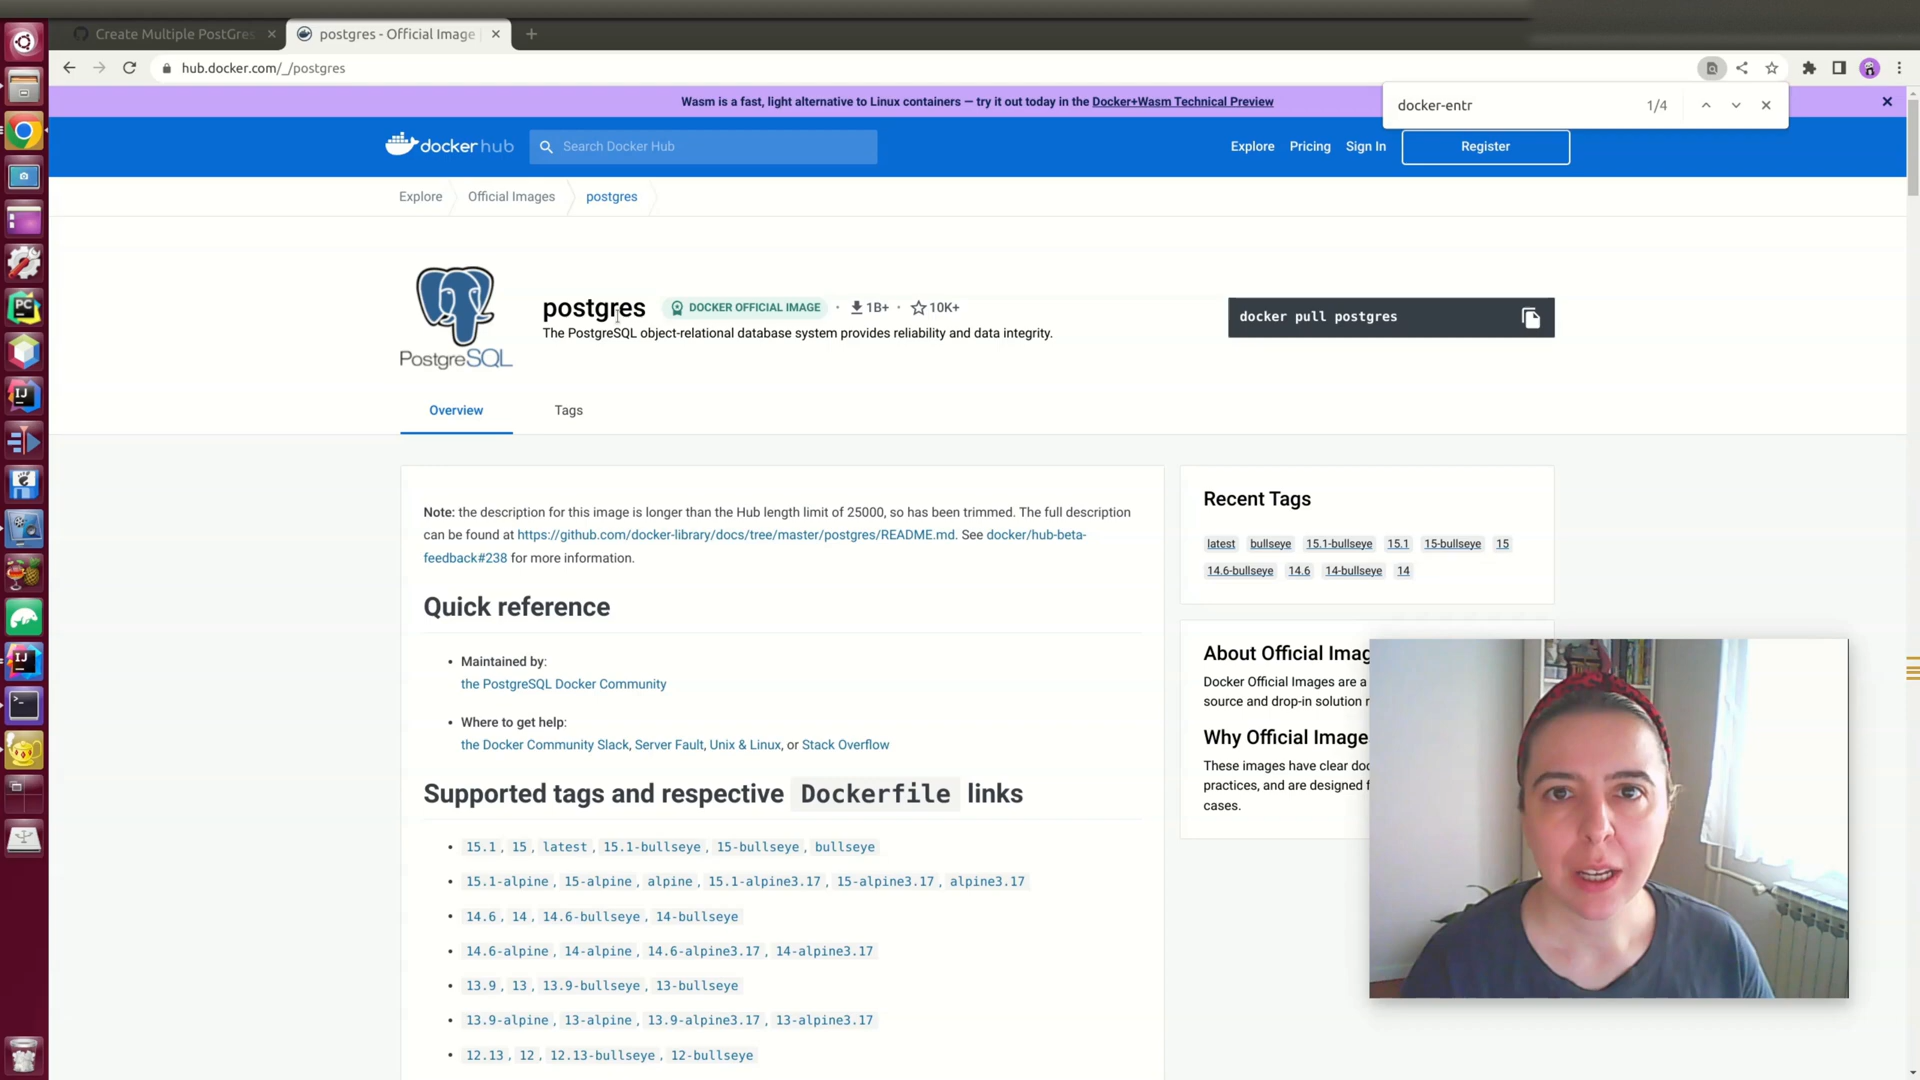 Create Multiple PostGres
postgres - Official Image
hub.docker.com/_/postgres
Wasm is a fast, light alternative to Linux containers — try it out today in the Docker+Wasm Technical Preview
docker-entr 1/4
docker hub
Search Docker Hub
Explore Pricing Sign In Register
Explore Official Images postgres
postgres DOCKER OFFICIAL IMAGE · 1B+ · 10K+
The PostgreSQL object-relational database system provides reliability and data integrity.
PostgreSQL
docker pull postgres
Overview Tags
Note: the description for this image is longer than the Hub length limit of 25000, so has been trimmed. The full description
can be found at https://github.com/docker-library/docs/tree/master/postgres/README.md. See docker/hub-beta-
feedback#238 for more information.
Quick reference
• Maintained by:
the PostgreSQL Docker Community
• Where to get help:
the Docker Community Slack, Server Fault, Unix & Linux, or Stack Overflow
Supported tags and respective Dockerfile links
• 15.1, 15, latest, 15.1-bullseye, 15-bullseye, bullseye
• 15.1-alpine, 15-alpine, alpine, 15.1-alpine3.17, 15-alpine3.17, alpine3.17
• 14.6, 14, 14.6-bullseye, 14-bullseye
• 14.6-alpine, 14-alpine, 14.6-alpine3.17, 14-alpine3.17
• 13.9, 13, 13.9-bullseye, 13-bullseye
• 13.9-alpine, 13-alpine, 13.9-alpine3.17, 13-alpine3.17
• 12.13, 12, 12.13-bullseye, 12-bullseye
Recent Tags
latest bullseye 15.1-bullseye 15.1 15-bullseye 15
14.6-bullseye 14.6 14-bullseye 14
About Official Imag
Docker Official Images are a
source and drop-in solution r
Why Official Image
These images have clear doc
practices, and are designed f
cases.
PC
IJ
IJ